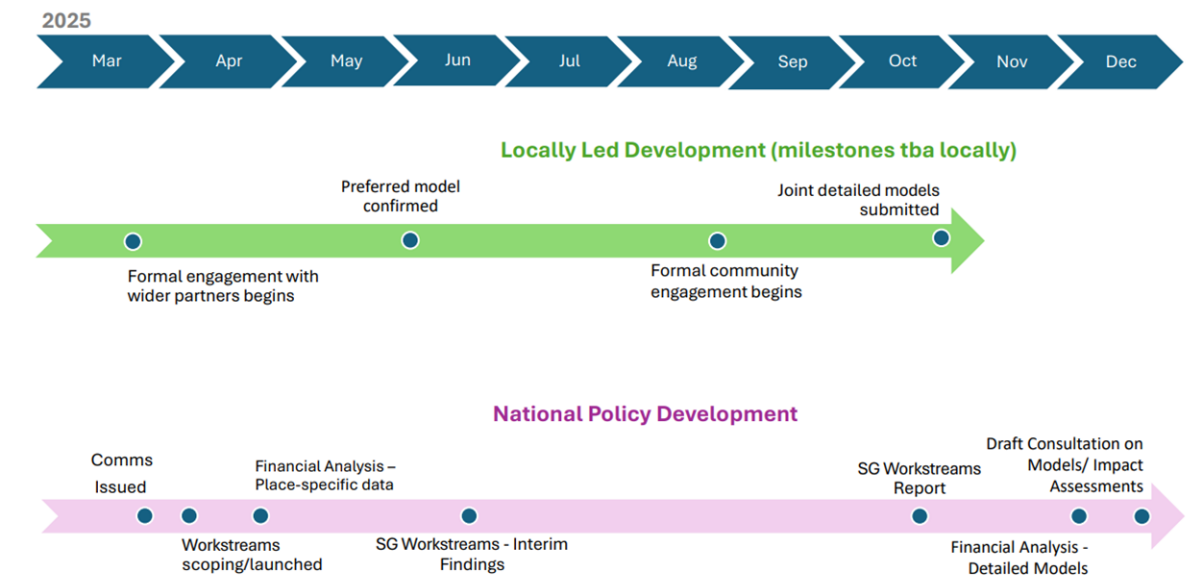 2025
Mar
Apr
May
Jun
Jul
Aug
Sep
Oct
Nov
Dec
Locally Led Development (milestones tba locally)
Preferred model
confirmed
Joint detailed models
submitted
Formal engagement with
wider partners begins
Formal community
engagement begins
National Policy Development
Comms
Issued
Financial Analysis –
Place-specific data
SG Workstreams
Report
Draft Consultation on
Models/ Impact
Assessments
Workstreams
scoping/launched
SG Workstreams - Interim
Findings
Financial Analysis -
Detailed Models